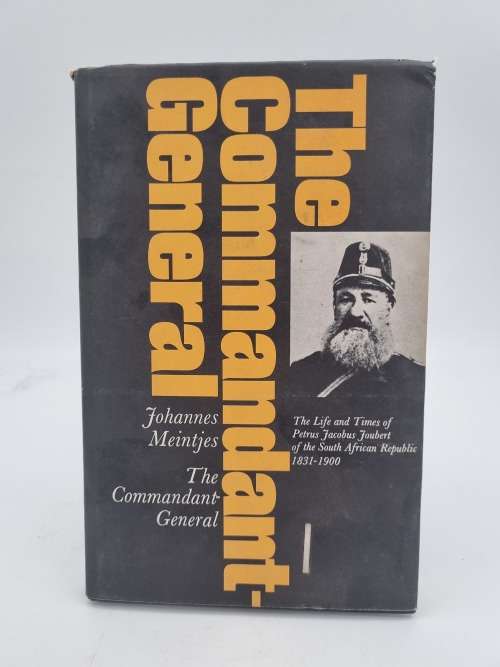 The
Commandant-
General
Johannes
Meintjes
The
Commandant-
General
The Life and Times of
Petrus Jacobus Joubert
of the South African Republic
1831-1900